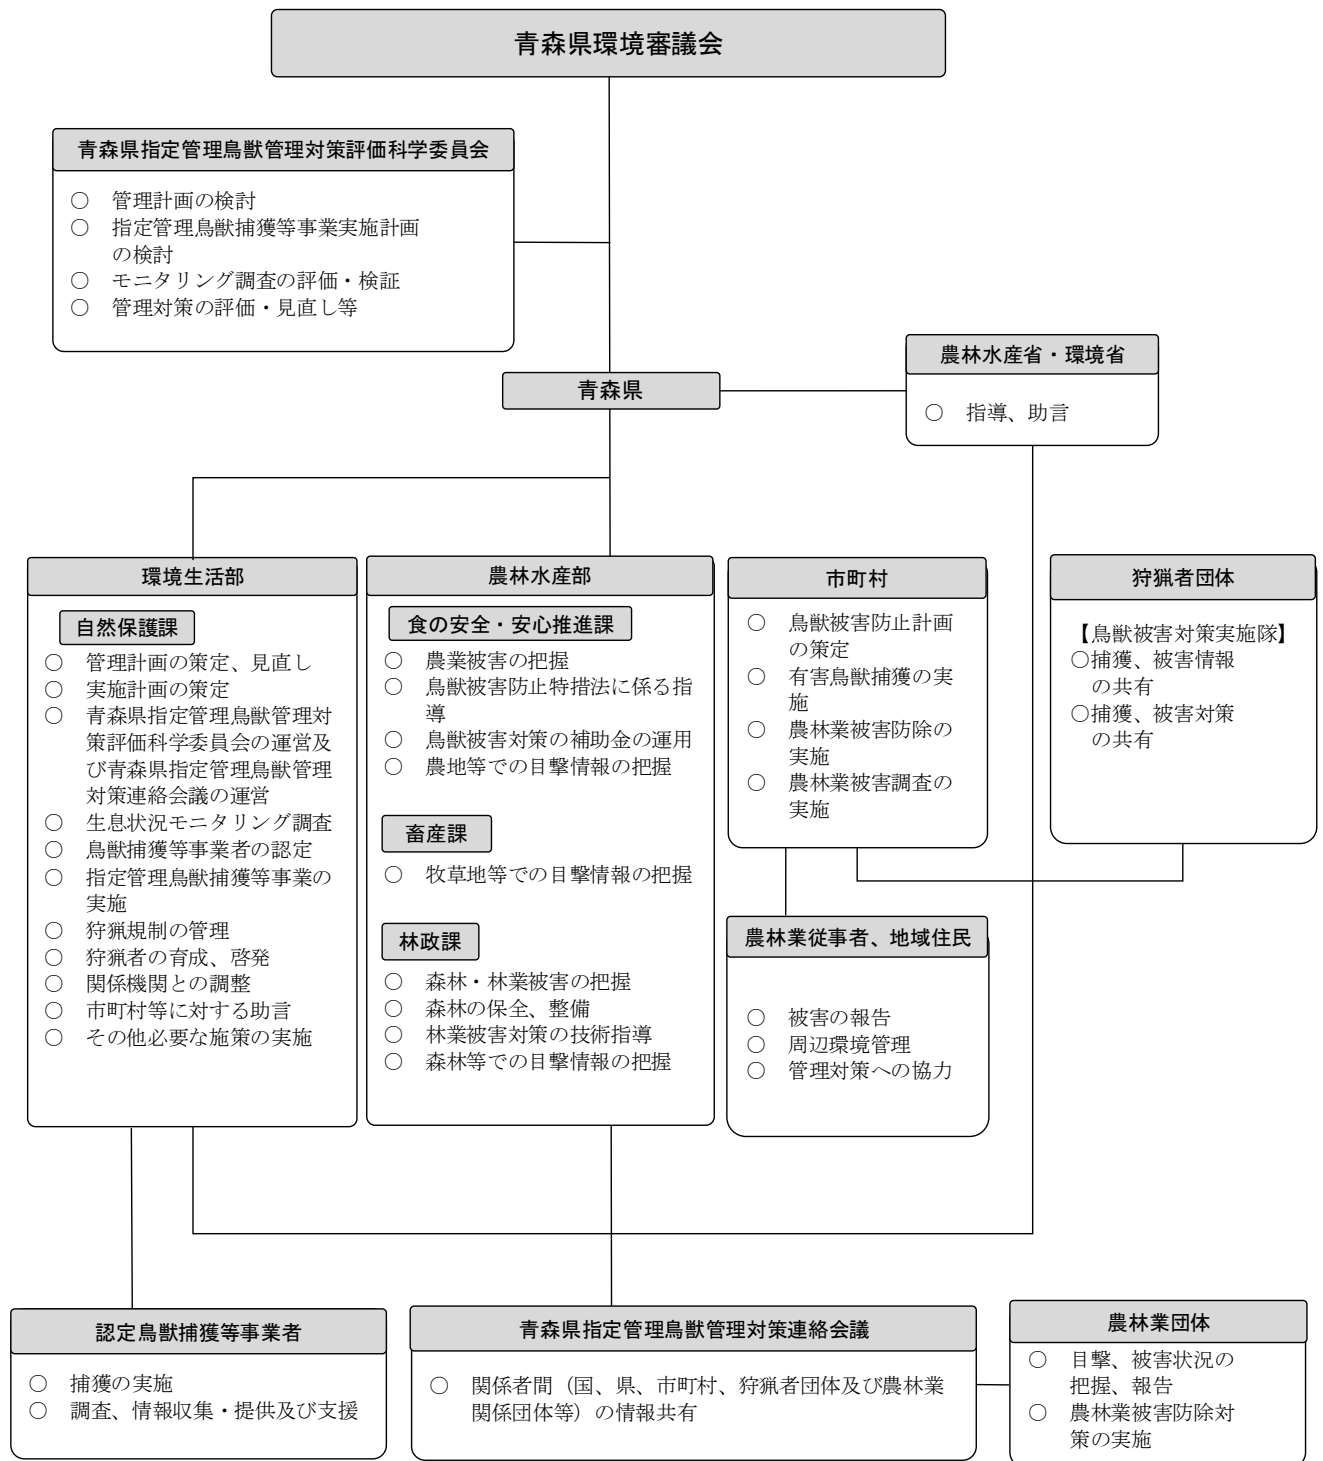 青森県環境審議会
青森県指定管理鳥獣管理対策評価科学委員会
○ 管理計画の検討
○ 指定管理鳥獣捕獲等事業実施計画
の検討
○ モニタリング調査の評価・検証
○ 管理対策の評価・見直し等
農林水産省・環境省
○ 指導、助言
青森県
環境生活部
自然保護課
○ 管理計画の策定、見直し
○ 実施計画の策定
○ 青森県指定管理鳥獣管理対
策評価科学委員会の運営及
び青森県指定管理鳥獣管理
対策連絡会議の運営
○ 生息状況モニタリング調査
○ 鳥獣捕獲等事業者の認定
○ 指定管理鳥獣捕獲等事業の
実施
○ 狩猟規制の管理
○ 狩猟者の育成、啓発
○ 関係機関との調整
○ 市町村等に対する助言
○ その他必要な施策の実施
農林水産部
食の安全・安心推進課
○ 農業被害の把握
○ 鳥獣被害防止特措法に係る指
導
○ 鳥獣被害対策の補助金の運用
○ 農地等での目撃情報の把握
畜産課
○ 牧草地等での目撃情報の把握
林政課
○ 森林・林業被害の把握
○ 森林の保全、整備
○ 林業被害対策の技術指導
○ 森林等での目撃情報の把握
市町村
○ 鳥獣被害防止計画
の策定
○ 有害鳥獣捕獲の実
施
○ 農林業被害防除の
実施
○ 農林業被害調査の
実施
狩猟者団体
【鳥獣被害対策実施隊】
○捕獲、被害情報
の共有
○捕獲、被害対策
の共有
農林業従事者、地域住民
○ 被害の報告
○ 周辺環境管理
○ 管理対策への協力
認定鳥獣捕獲等事業者
○ 捕獲の実施
○ 調査、情報収集・提供及び支援
青森県指定管理鳥獣管理対策連絡会議
○ 関係者間（国、県、市町村、狩猟者団体及び農林業
関係団体等）の情報共有
農林業団体
○ 目撃、被害状況の
把握、報告
○ 農林業被害防除対
策の実施